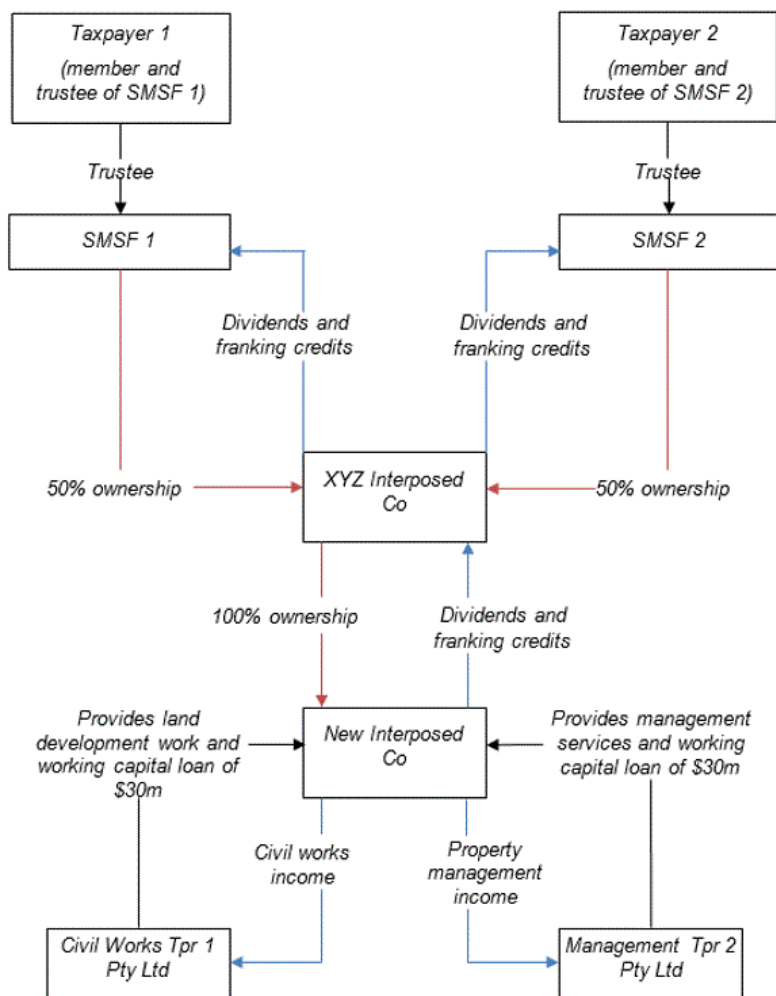 Taxpayer 1
(member and
trustee of SMSF 1)
Taxpayer 2
(member and
trustee of SMSF 2)
Trustee
Trustee
SMSF 1
SMSF 2
Dividends and
franking credits
Dividends and
franking credits
50% ownership
XYZ Interposed
Co
50% ownership
100% ownership
Dividends and
franking credits
Provides land
development work and
working capital loan of
$30m
New Interposed
Co
Provides management
services and working
capital loan of $30m
Civil works
income
Property
management
income
Civil Works Tpr 1
Pty Ltd
Management Tpr 2
Pty Ltd